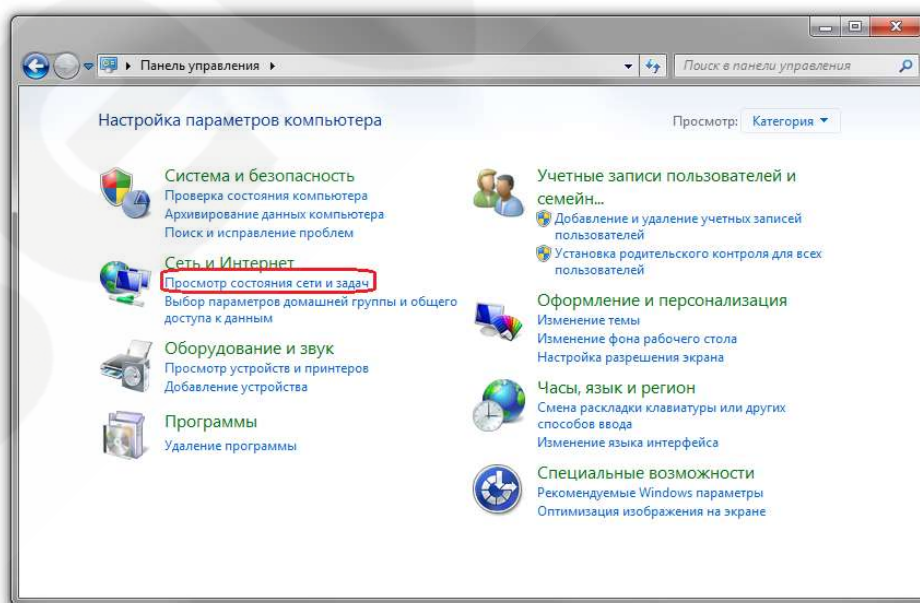 Панель управления
Поиск в панели управления
Настройка параметров компьютера
Просмотр: Категория
Система и безопасность
Проверка состояния компьютера
Архивирование данных компьютера
Поиск и исправление проблем
Сеть и Интернет
Просмотр состояния сети и задач
Выбор параметров домашней группы и общего
доступа к данным
Оборудование и звук
Просмотр устройств и принтеров
Добавление устройства
Программы
Удаление программы
Учетные записи пользователей и
семейн...
Добавление и удаление учетных записей
пользователей
Установка родительского контроля для всех
пользователей
Оформление и персонализация
Изменение темы
Изменение фона рабочего стола
Настройка разрешения экрана
Часы, язык и регион
Смена раскладки клавиатуры или других
способов ввода
Изменение языка интерфейса
Специальные возможности
Рекомендуемые Windows параметры
Оптимизация изображения на экране